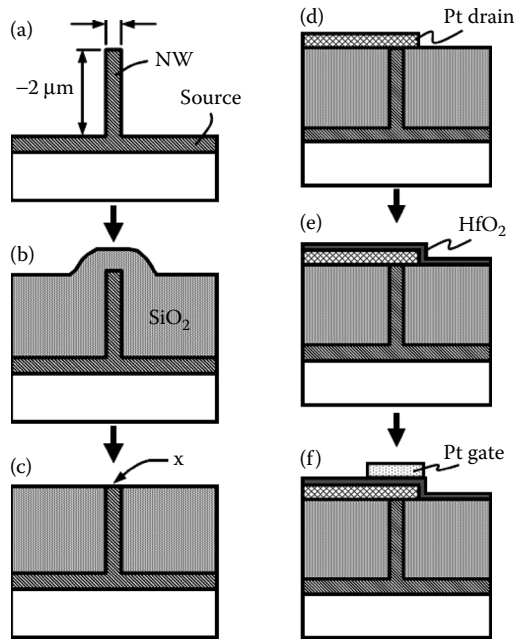 (a)
NW
−2 µm
Source
(b)
SiO2
(c)
x
(d)
Pt drain
(e)
HfO2
(f)
Pt gate